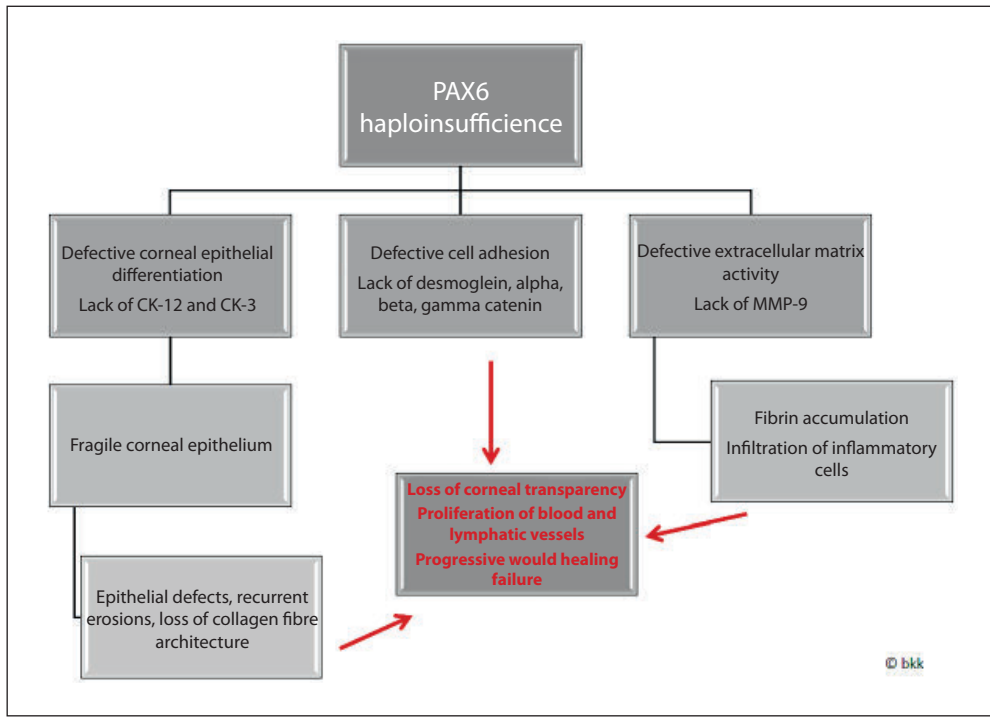 PAX6
haploinsufficience
Defective corneal epithelial
differentiation
Lack of CK-12 and CK-3
Defective cell adhesion
Lack of desmoglein, alpha,
beta, gamma catenin
Defective extracellular matrix
activity
Lack of MMP-9
Fragile corneal epithelium
Fibrin accumulation
Infiltration of inflammatory
cells
Loss of corneal transparency
Proliferation of blood and
lymphatic vessels
Progressive would healing
failure
Epithelial defects, recurrent
erosions, loss of collagen fibre
architecture
© bkk